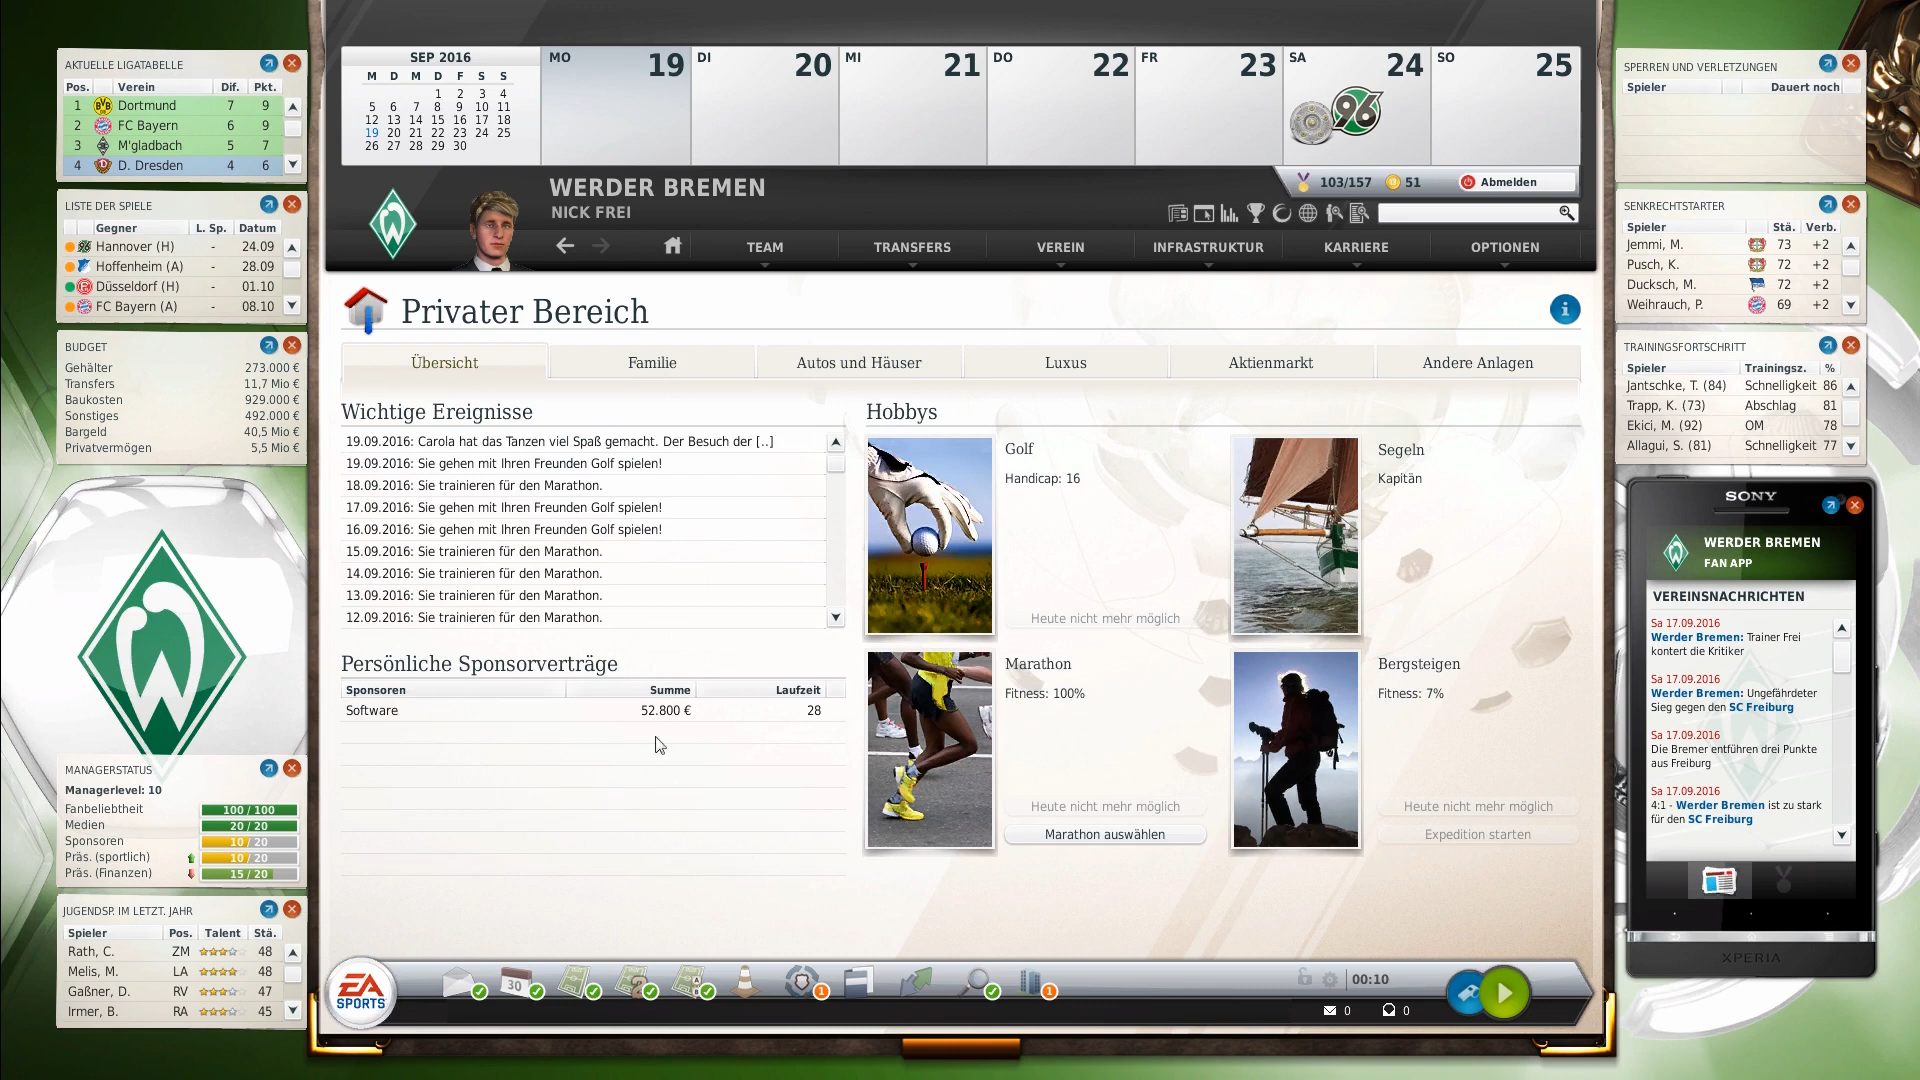 AKTUELLE LIGATABELLE
Pos. Verein Dif. Pkt.
1 Dortmund 7 9
2 FC Bayern 6 9
3 M'gladbach 5 7
4 D. Dresden 4 6
LISTE DER SPIELE
Gegner L. Sp. Datum
Hannover (H) - 24.09
Hoffenheim (A) - 28.09
Düsseldorf (H) - 01.10
FC Bayern (A) - 08.10
BUDGET
Gehälter 273.000 €
Transfers 11,7 Mio €
Baukosten 929.000 €
Sonstiges 492.000 €
Bargeld 40,5 Mio €
Privatvermögen 5,5 Mio €
MANAGERSTATUS
Managerlevel: 10
Fanbeliebtheit 100 / 100
Medien 20 / 20
Sponsoren 10 / 20
Präs. (sportlich) 10 / 20
Präs. (Finanzen) 15 / 20
JUGENDSP. IM LETZT. JAHR
Spieler Pos. Talent Stä.
Rath, C. ZM 48
Melis, M. LA 48
Gaßner, D. RV 47
Irmer, B. RA 45
SEP 2016
M D M D F S S
1 2 3 4
5 6 7 8 9 10 11
12 13 14 15 16 17 18
19 20 21 22 23 24 25
26 27 28 29 30
MO 19
DI 20
MI 21
DO 22
FR 23
SA 24
96
SO 25
WERDER BREMEN
NICK FREI
103/157 51 Abmelden
TEAM TRANSFERS VEREIN INFRASTRUKTUR KARRIERE OPTIONEN
Privater Bereich
Übersicht Familie Autos und Häuser Luxus Aktienmarkt Andere Anlagen
Wichtige Ereignisse
19.09.2016: Carola hat das Tanzen viel Spaß gemacht. Der Besuch der [..]
19.09.2016: Sie gehen mit Ihren Freunden Golf spielen!
18.09.2016: Sie trainieren für den Marathon.
17.09.2016: Sie gehen mit Ihren Freunden Golf spielen!
16.09.2016: Sie gehen mit Ihren Freunden Golf spielen!
15.09.2016: Sie trainieren für den Marathon.
14.09.2016: Sie trainieren für den Marathon.
13.09.2016: Sie trainieren für den Marathon.
12.09.2016: Sie trainieren für den Marathon.
Persönliche Sponsorverträge
Sponsoren Summe Laufzeit
Software 52.800 € 28
Hobbys
Golf
Handicap: 16
Heute nicht mehr möglich
Segeln
Kapitän
Marathon
Fitness: 100%
Heute nicht mehr möglich
Marathon auswählen
Bergsteigen
Fitness: 7%
Heute nicht mehr möglich
Expedition starten
EA
SPORTS
30
1
1
00:10
0 0
SPERREN UND VERLETZUNGEN
Spieler Dauert noch
SENKRECHTSTARTER
Spieler Stä. Verb.
Jemmi, M. 73 +2
Pusch, K. 72 +2
Ducksch, M. 72 +2
Weihrauch, P. 69 +2
TRAININGSFORTSCHRITT
Spieler Trainingsz. %
Jantschke, T. (84) Schnelligkeit 86
Trapp, K. (73) Abschlag 81
Ekici, M. (92) OM 78
Allagui, S. (81) Schnelligkeit 77
SONY
WERDER BREMEN
FAN APP
VEREINSNACHRICHTEN
Sa 17.09.2016
Werder Bremen: Trainer Frei
kontert die Kritiker
Sa 17.09.2016
Werder Bremen: Ungefährdeter
Sieg gegen den SC Freiburg
Sa 17.09.2016
Die Bremer entführen drei Punkte
aus Freiburg
Sa 17.09.2016
4:1 - Werder Bremen ist zu stark
für den SC Freiburg
XPERIA